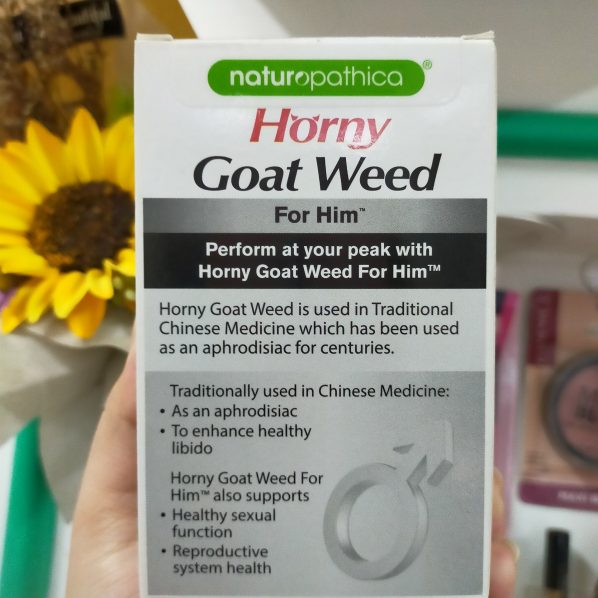 naturopathica®
Horny
Goat Weed
For Him™
Perform at your peak with
Horny Goat Weed For Him™
Horny Goat Weed is used in Traditional
Chinese Medicine which has been used
as an aphrodisiac for centuries.
Traditionally used in Chinese Medicine:
• As an aphrodisiac
• To enhance healthy
libido
Horny Goat Weed For
Him™ also supports
• Healthy sexual
function
• Reproductive
system health